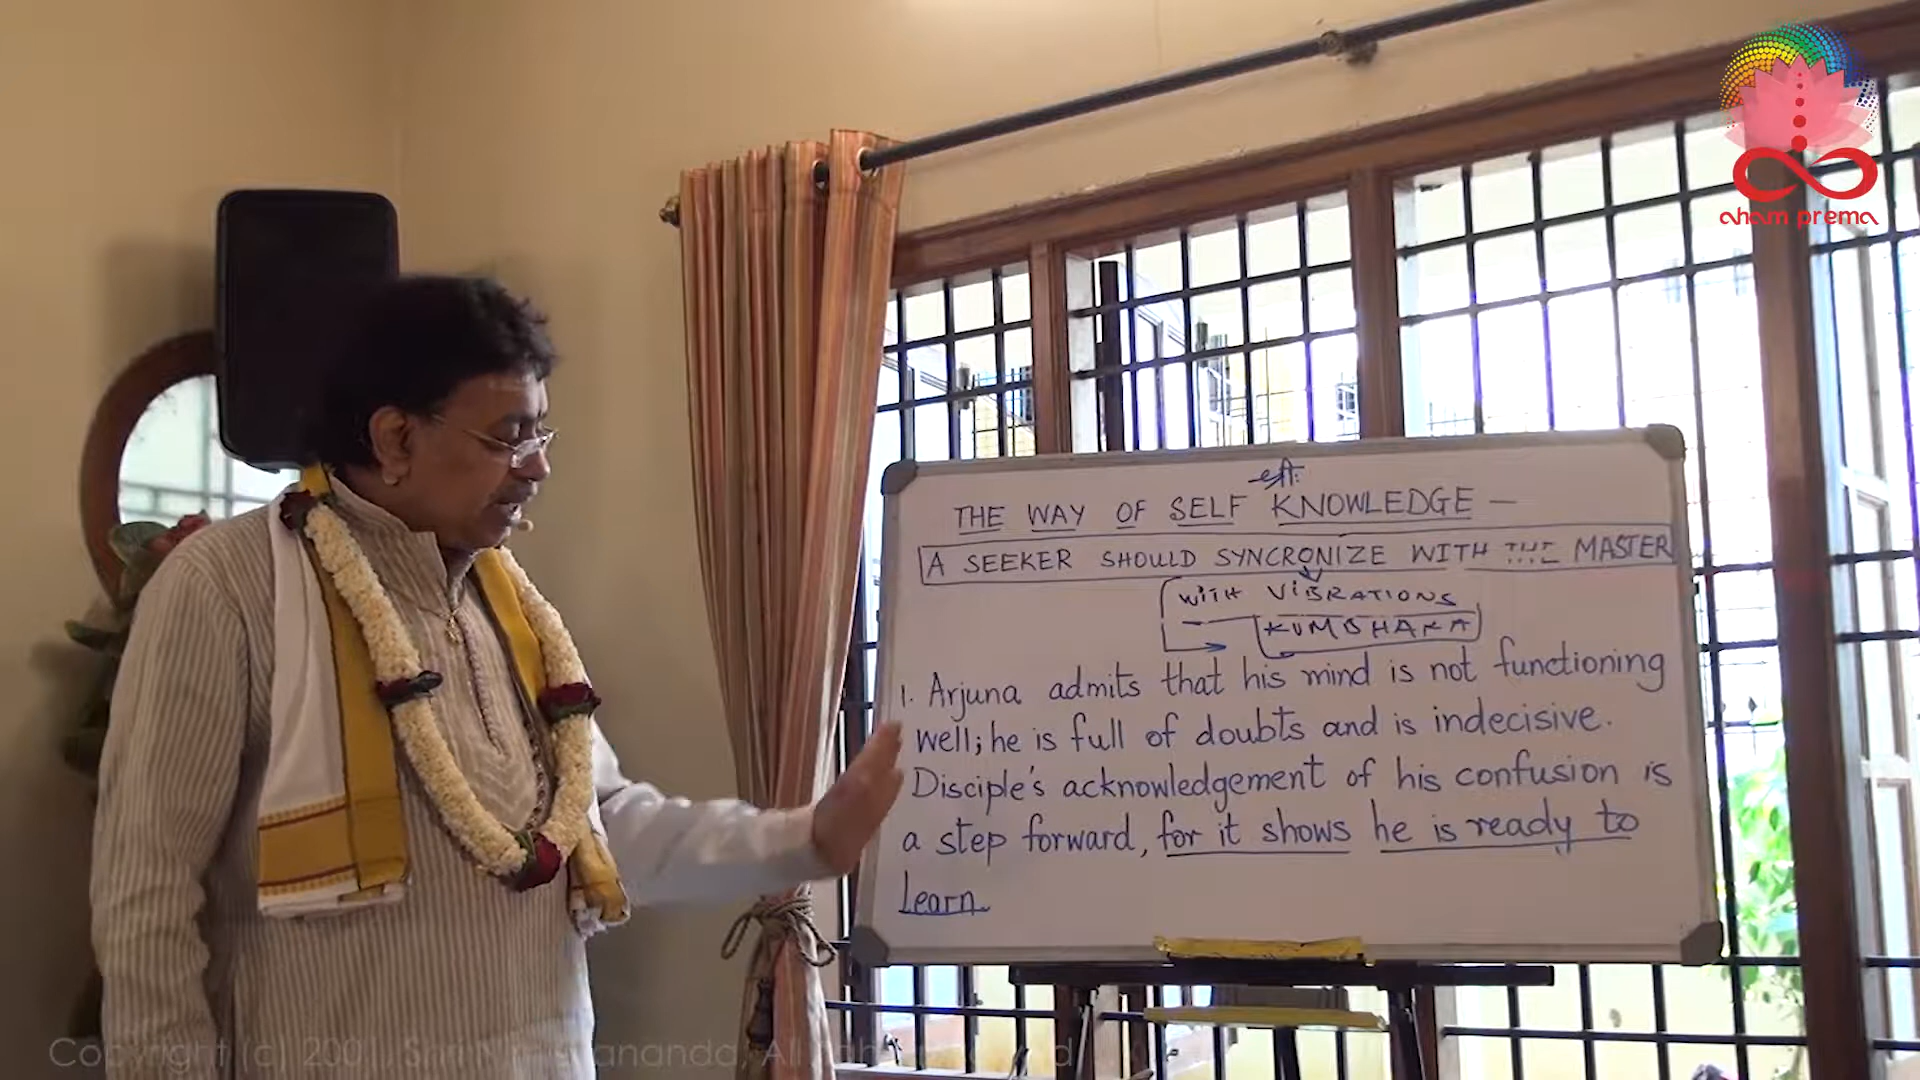 aham prema
THE WAY OF SELF KNOWLEDGE —
A SEEKER SHOULD SYNCRONIZE WITH THE MASTER
WITH VIBRATIONS
KUMBHAKA
1. Arjuna admits that his mind is not functioning
well; he is full of doubts and is indecisive.
Disciple's acknowledgement of his confusion is
a step forward, for it shows he is ready to
Learn
Copyright (c)